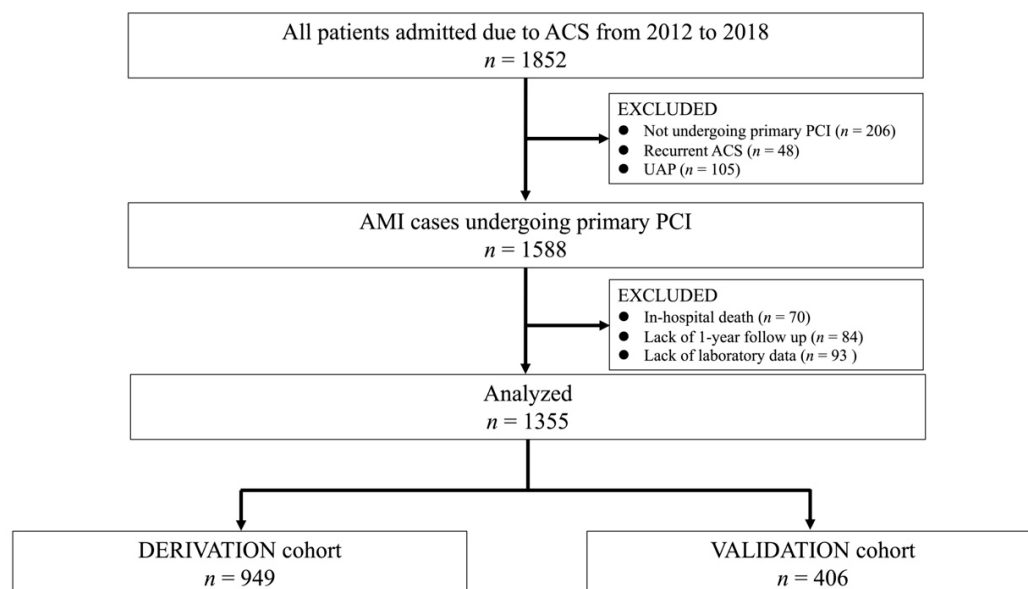 All patients admitted due to ACS from 2012 to 2018
n = 1852
EXCLUDED
● Not undergoing primary PCI (n = 206)
● Recurrent ACS (n = 48)
● UAP (n = 105)
AMI cases undergoing primary PCI
n = 1588
EXCLUDED
● In-hospital death (n = 70)
● Lack of 1-year follow up (n = 84)
● Lack of laboratory data (n = 93 )
Analyzed
n = 1355
DERIVATION cohort
n = 949
VALIDATION cohort
n = 406